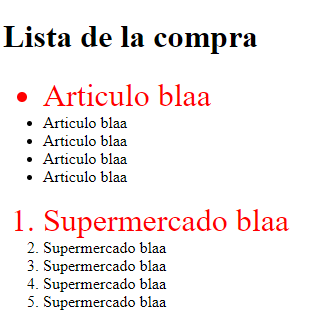 Lista de la compra
• Articulo blaa
• Articulo blaa
• Articulo blaa
• Articulo blaa
• Articulo blaa
1. Supermercado blaa
2. Supermercado blaa
3. Supermercado blaa
4. Supermercado blaa
5. Supermercado blaa